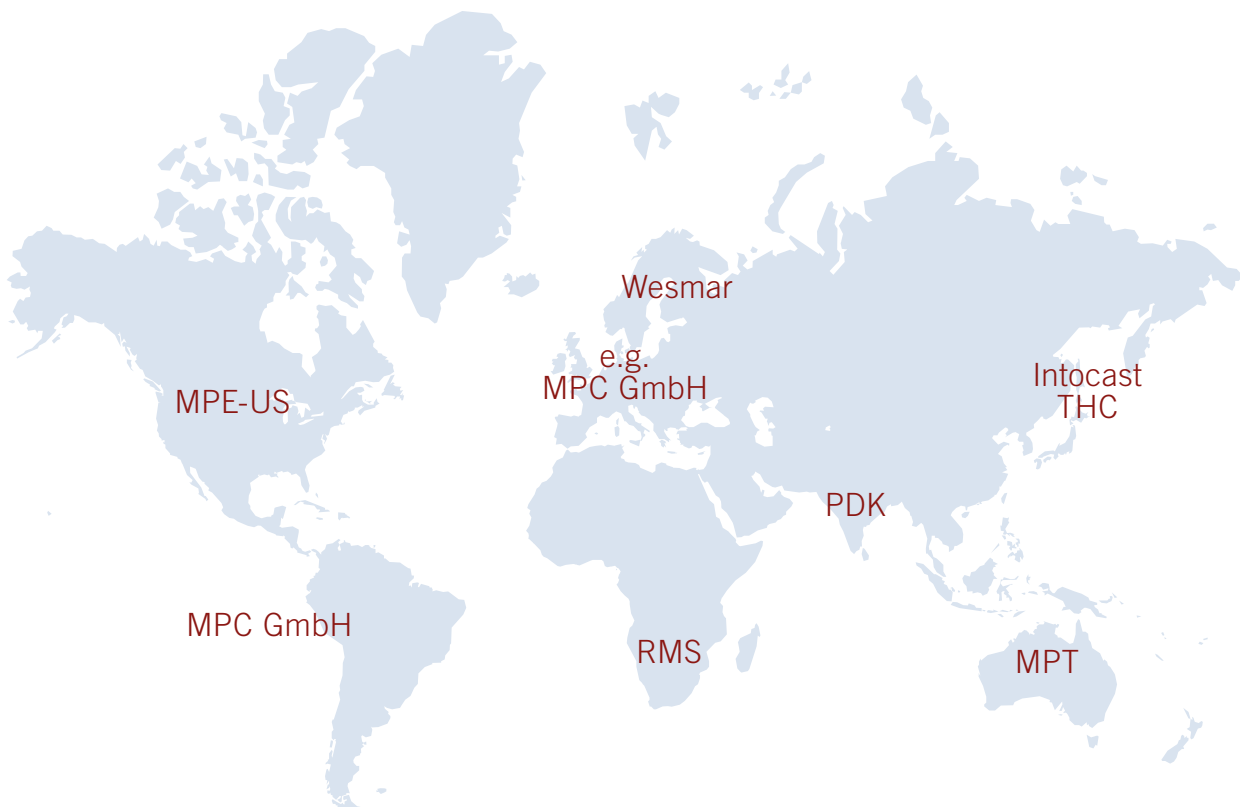 Wesmar
e.g.
MPC GmbH
Intocast
THC
MPE-US
PDK
MPC GmbH
RMS
MPT